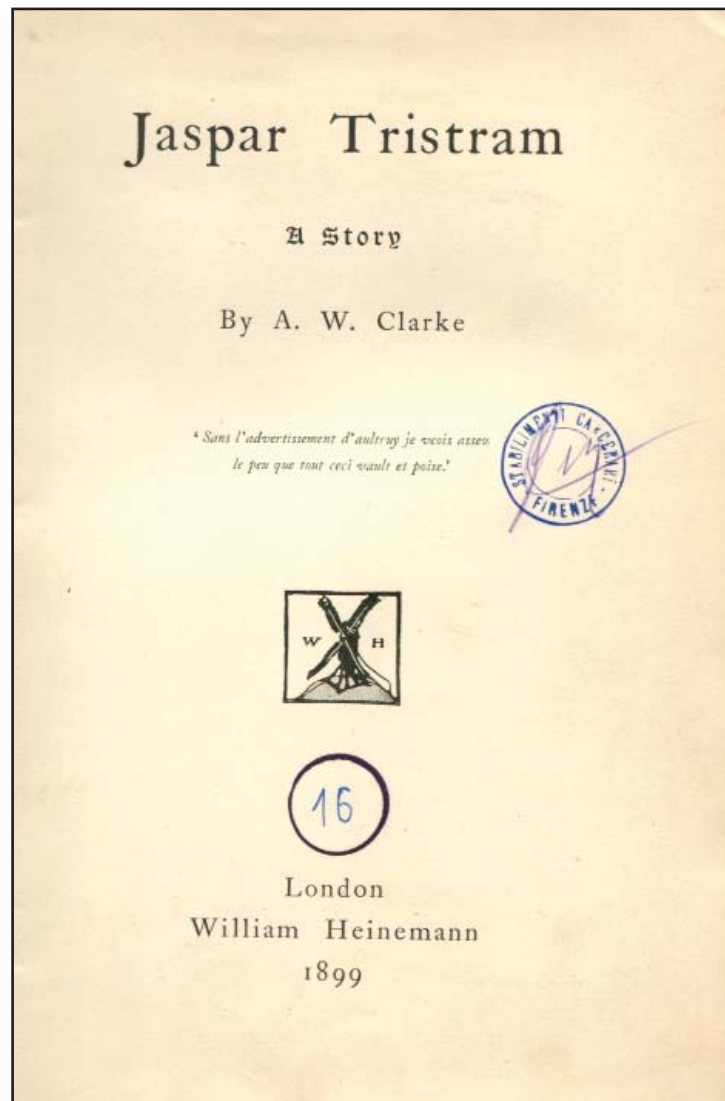 Jaspar Tristram
A Story
By A. W. Clarke
‘ Sans l’advertissement d’aultruy je veois assez
le peu que tout ceci vault et poise.’
STABILIMENTI CARCERARI - FIRENZE
W H
16
London
William Heinemann
1899